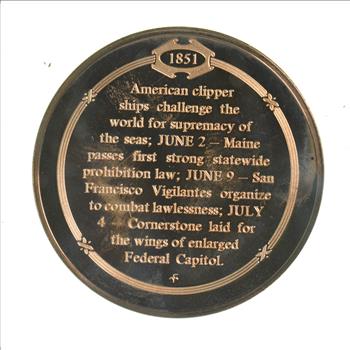 1851
American clipper
ships challenge the
world for supremacy of
the seas; JUNE 2 – Maine
passes first strong statewide
prohibition law; JUNE 9 – San
Francisco Vigilantes organize
to combat lawlessness; JULY
4 – Cornerstone laid for
the wings of enlarged
Federal Capitol.